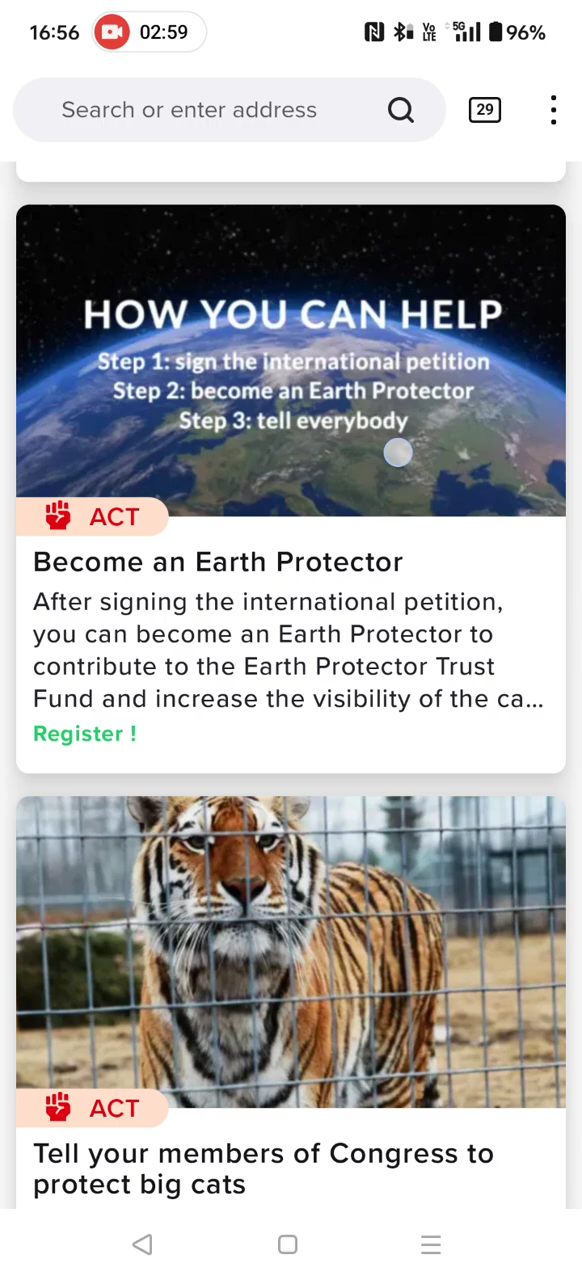 16:56
02:59
Vo
LTE
5G
96%
Search or enter address
29
HOW YOU CAN HELP
Step 1: sign the international petition
Step 2: become an Earth Protector
Step 3: tell everybody
ACT
Become an Earth Protector
After signing the international petition,
you can become an Earth Protector to
contribute to the Earth Protector Trust
Fund and increase the visibility of the ca...
Register !
ACT
Tell your members of Congress to
protect big cats